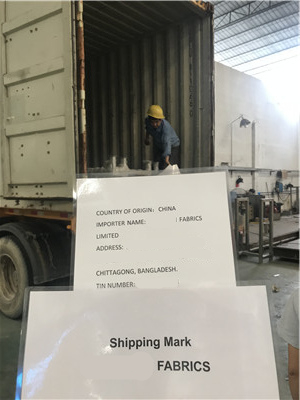 COUNTRY OF ORIGIN: CHINA
IMPORTER NAME: : FABRICS
LIMITED
ADDRESS: .
CHITTAGONG, BANGLADESH.
TIN NUMBER: :
Shipping Mark
FABRICS